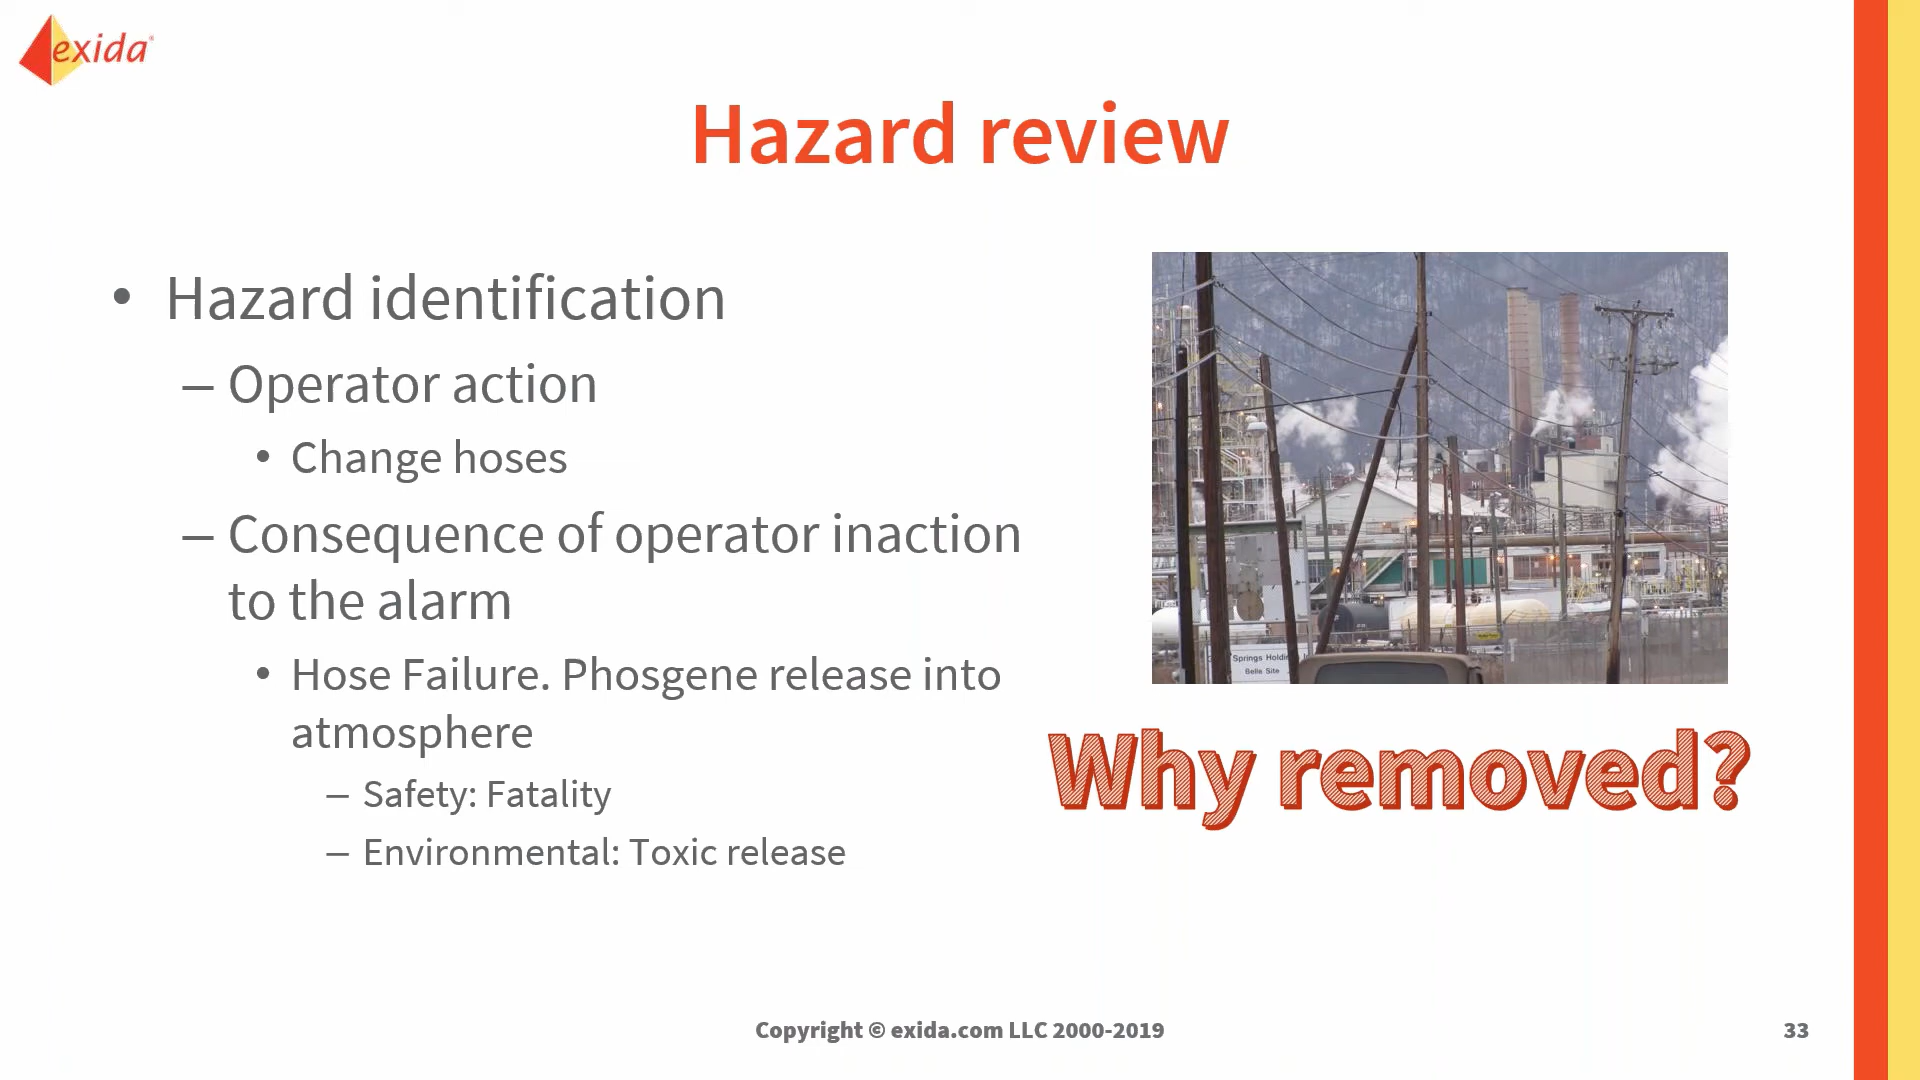 exida
Hazard review
• Hazard identification
– Operator action
• Change hoses
– Consequence of operator inaction
to the alarm
• Hose Failure. Phosgene release into
atmosphere
– Safety: Fatality
– Environmental: Toxic release
Springs Holding
Belle Site
Why removed?
Copyright © exida.com LLC 2000-2019
33